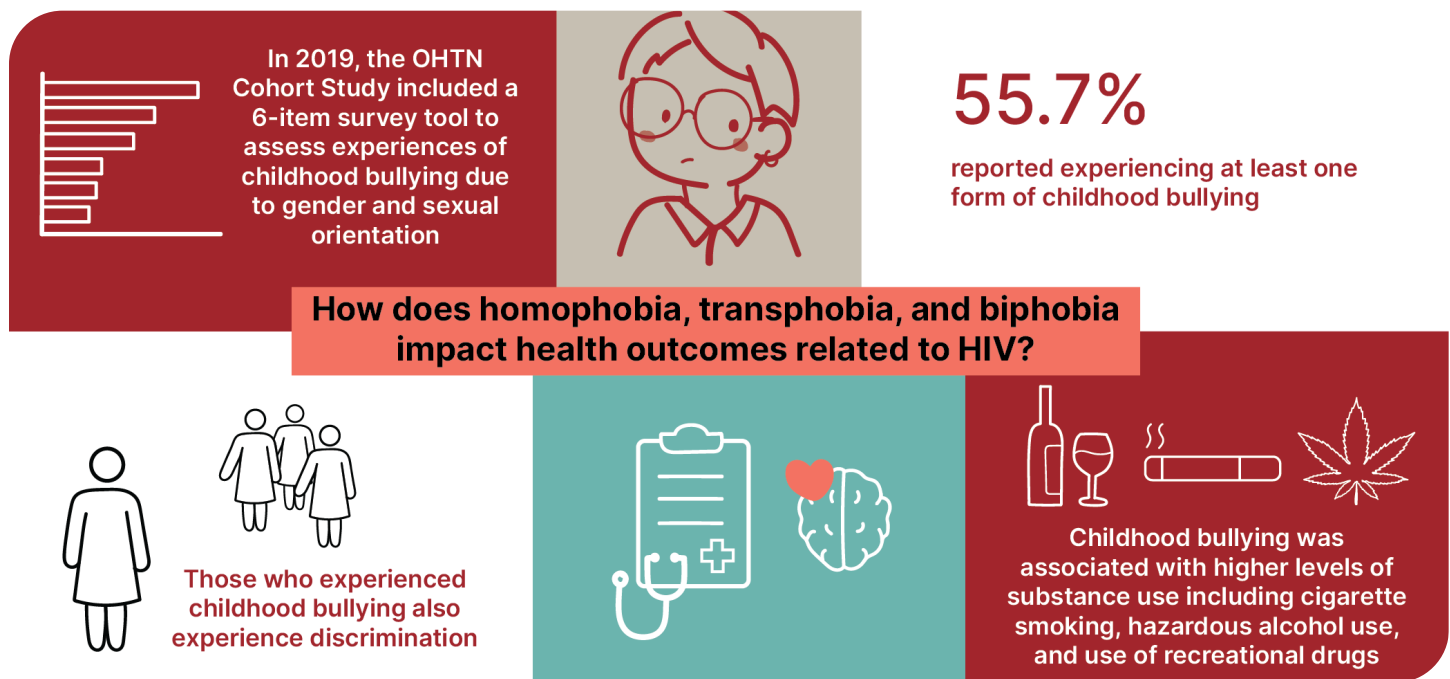 In 2019, the OHTN
Cohort Study included a
6-item survey tool to
assess experiences of
childhood bullying due
to gender and sexual
orientation
55.7%
reported experiencing at least one
form of childhood bullying
How does homophobia, transphobia, and biphobia
impact health outcomes related to HIV?
Those who experienced
childhood bullying also
experience discrimination
Childhood bullying was
associated with higher levels of
substance use including cigarette
smoking, hazardous alcohol use,
and use of recreational drugs